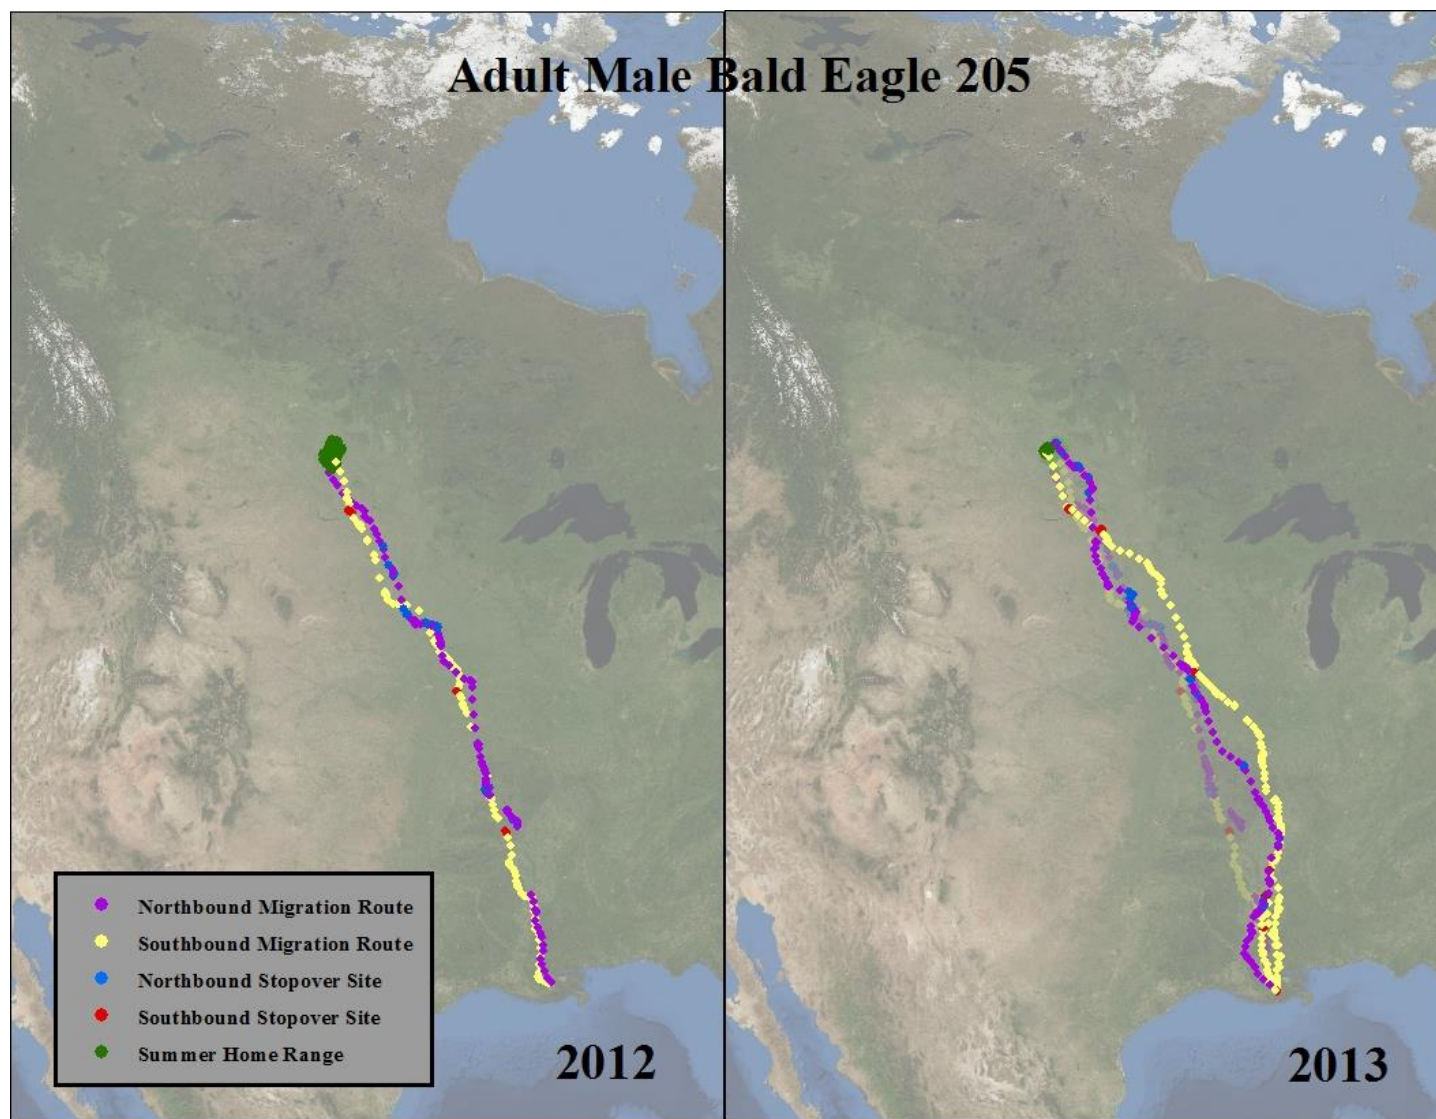 Adult Male Bald Eagle 205
Northbound Migration Route
Southbound Migration Route
Northbound Stopover Site
Southbound Stopover Site
Summer Home Range
2012
2013